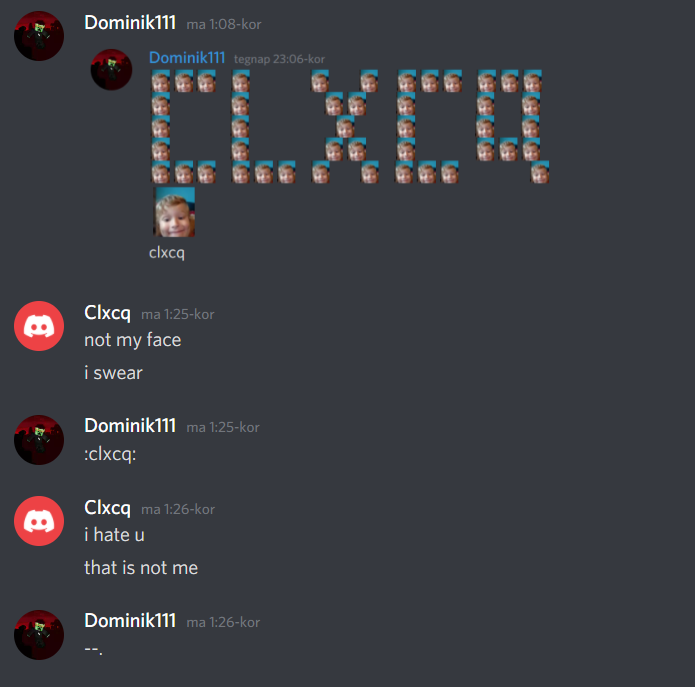 Dominik111 ma 1:08-kor
Dominik111 tegnap 23:06-kor
CLXCQ
clxcq
Clxcq ma 1:25-kor
not my face
i swear
Dominik111 ma 1:25-kor
:clxcq:
Clxcq ma 1:26-kor
i hate u
that is not me
Dominik111 ma 1:26-kor
--.